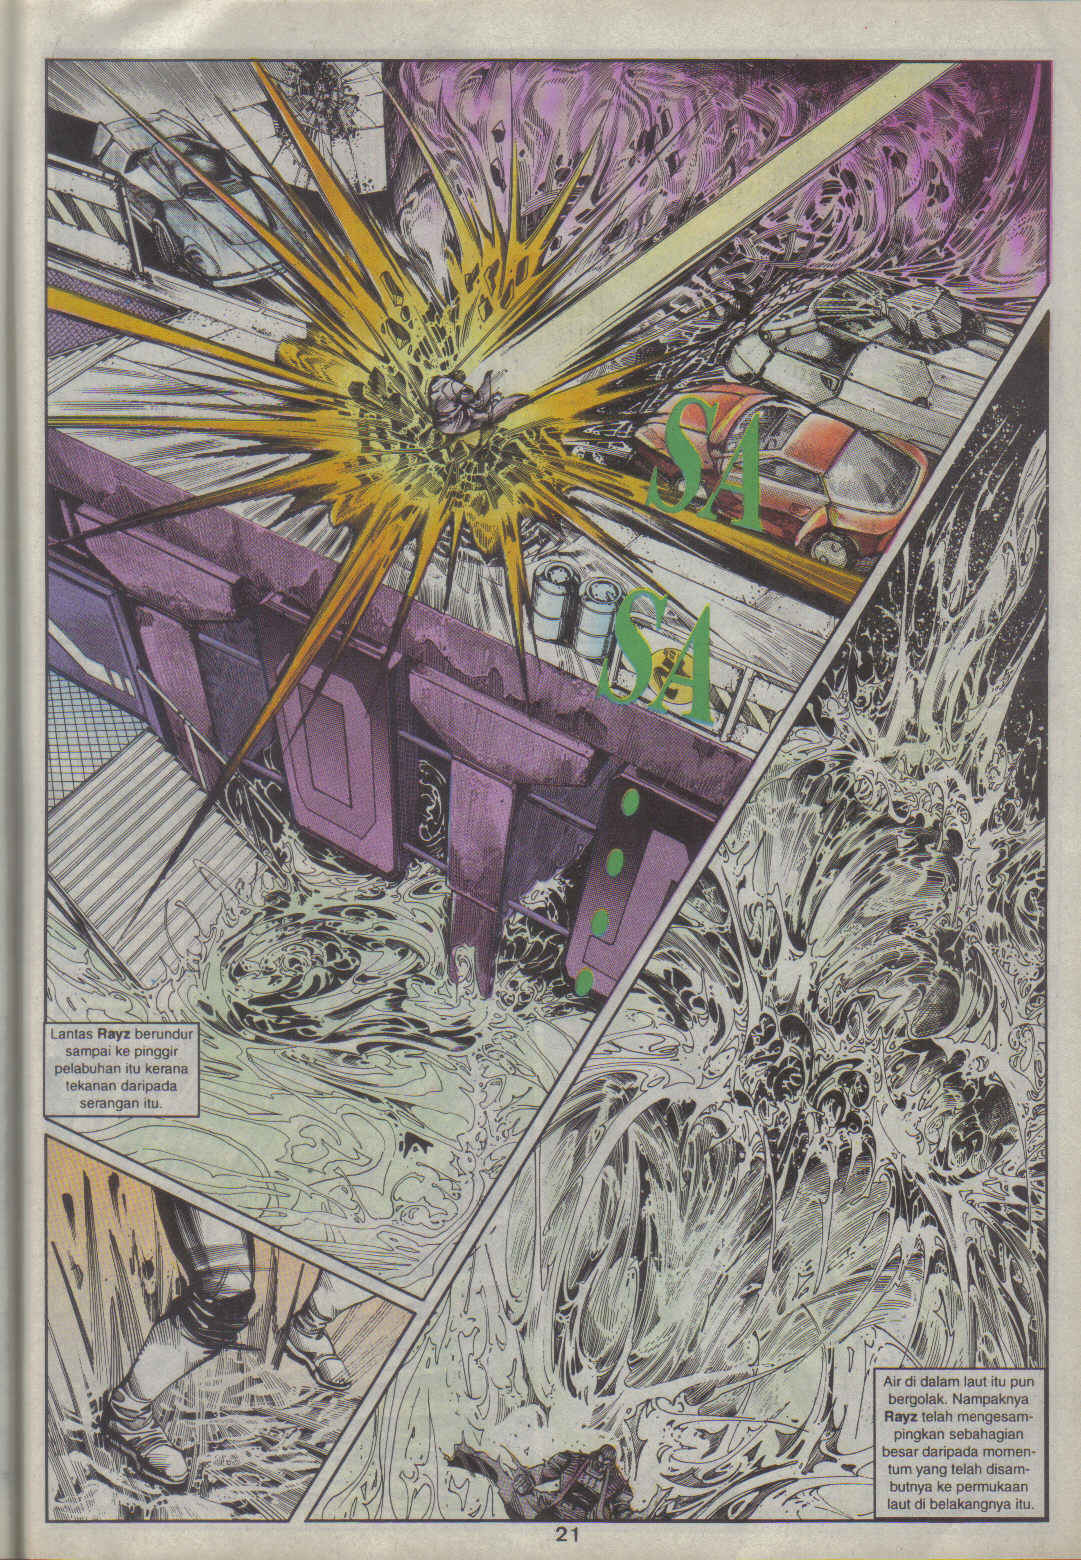 SA
SA
Lantas Rayz berundur
sampai ke pinggir
pelabuhan itu kerana
tekanan daripada
serangan itu.
Air di dalam laut itu pun
bergolak. Nampaknya
Rayz telah mengesam-
pingkan sebahagian
besar daripada momen-
tum yang telah disam-
butnya ke permukaan
laut di belakangnya itu.
21